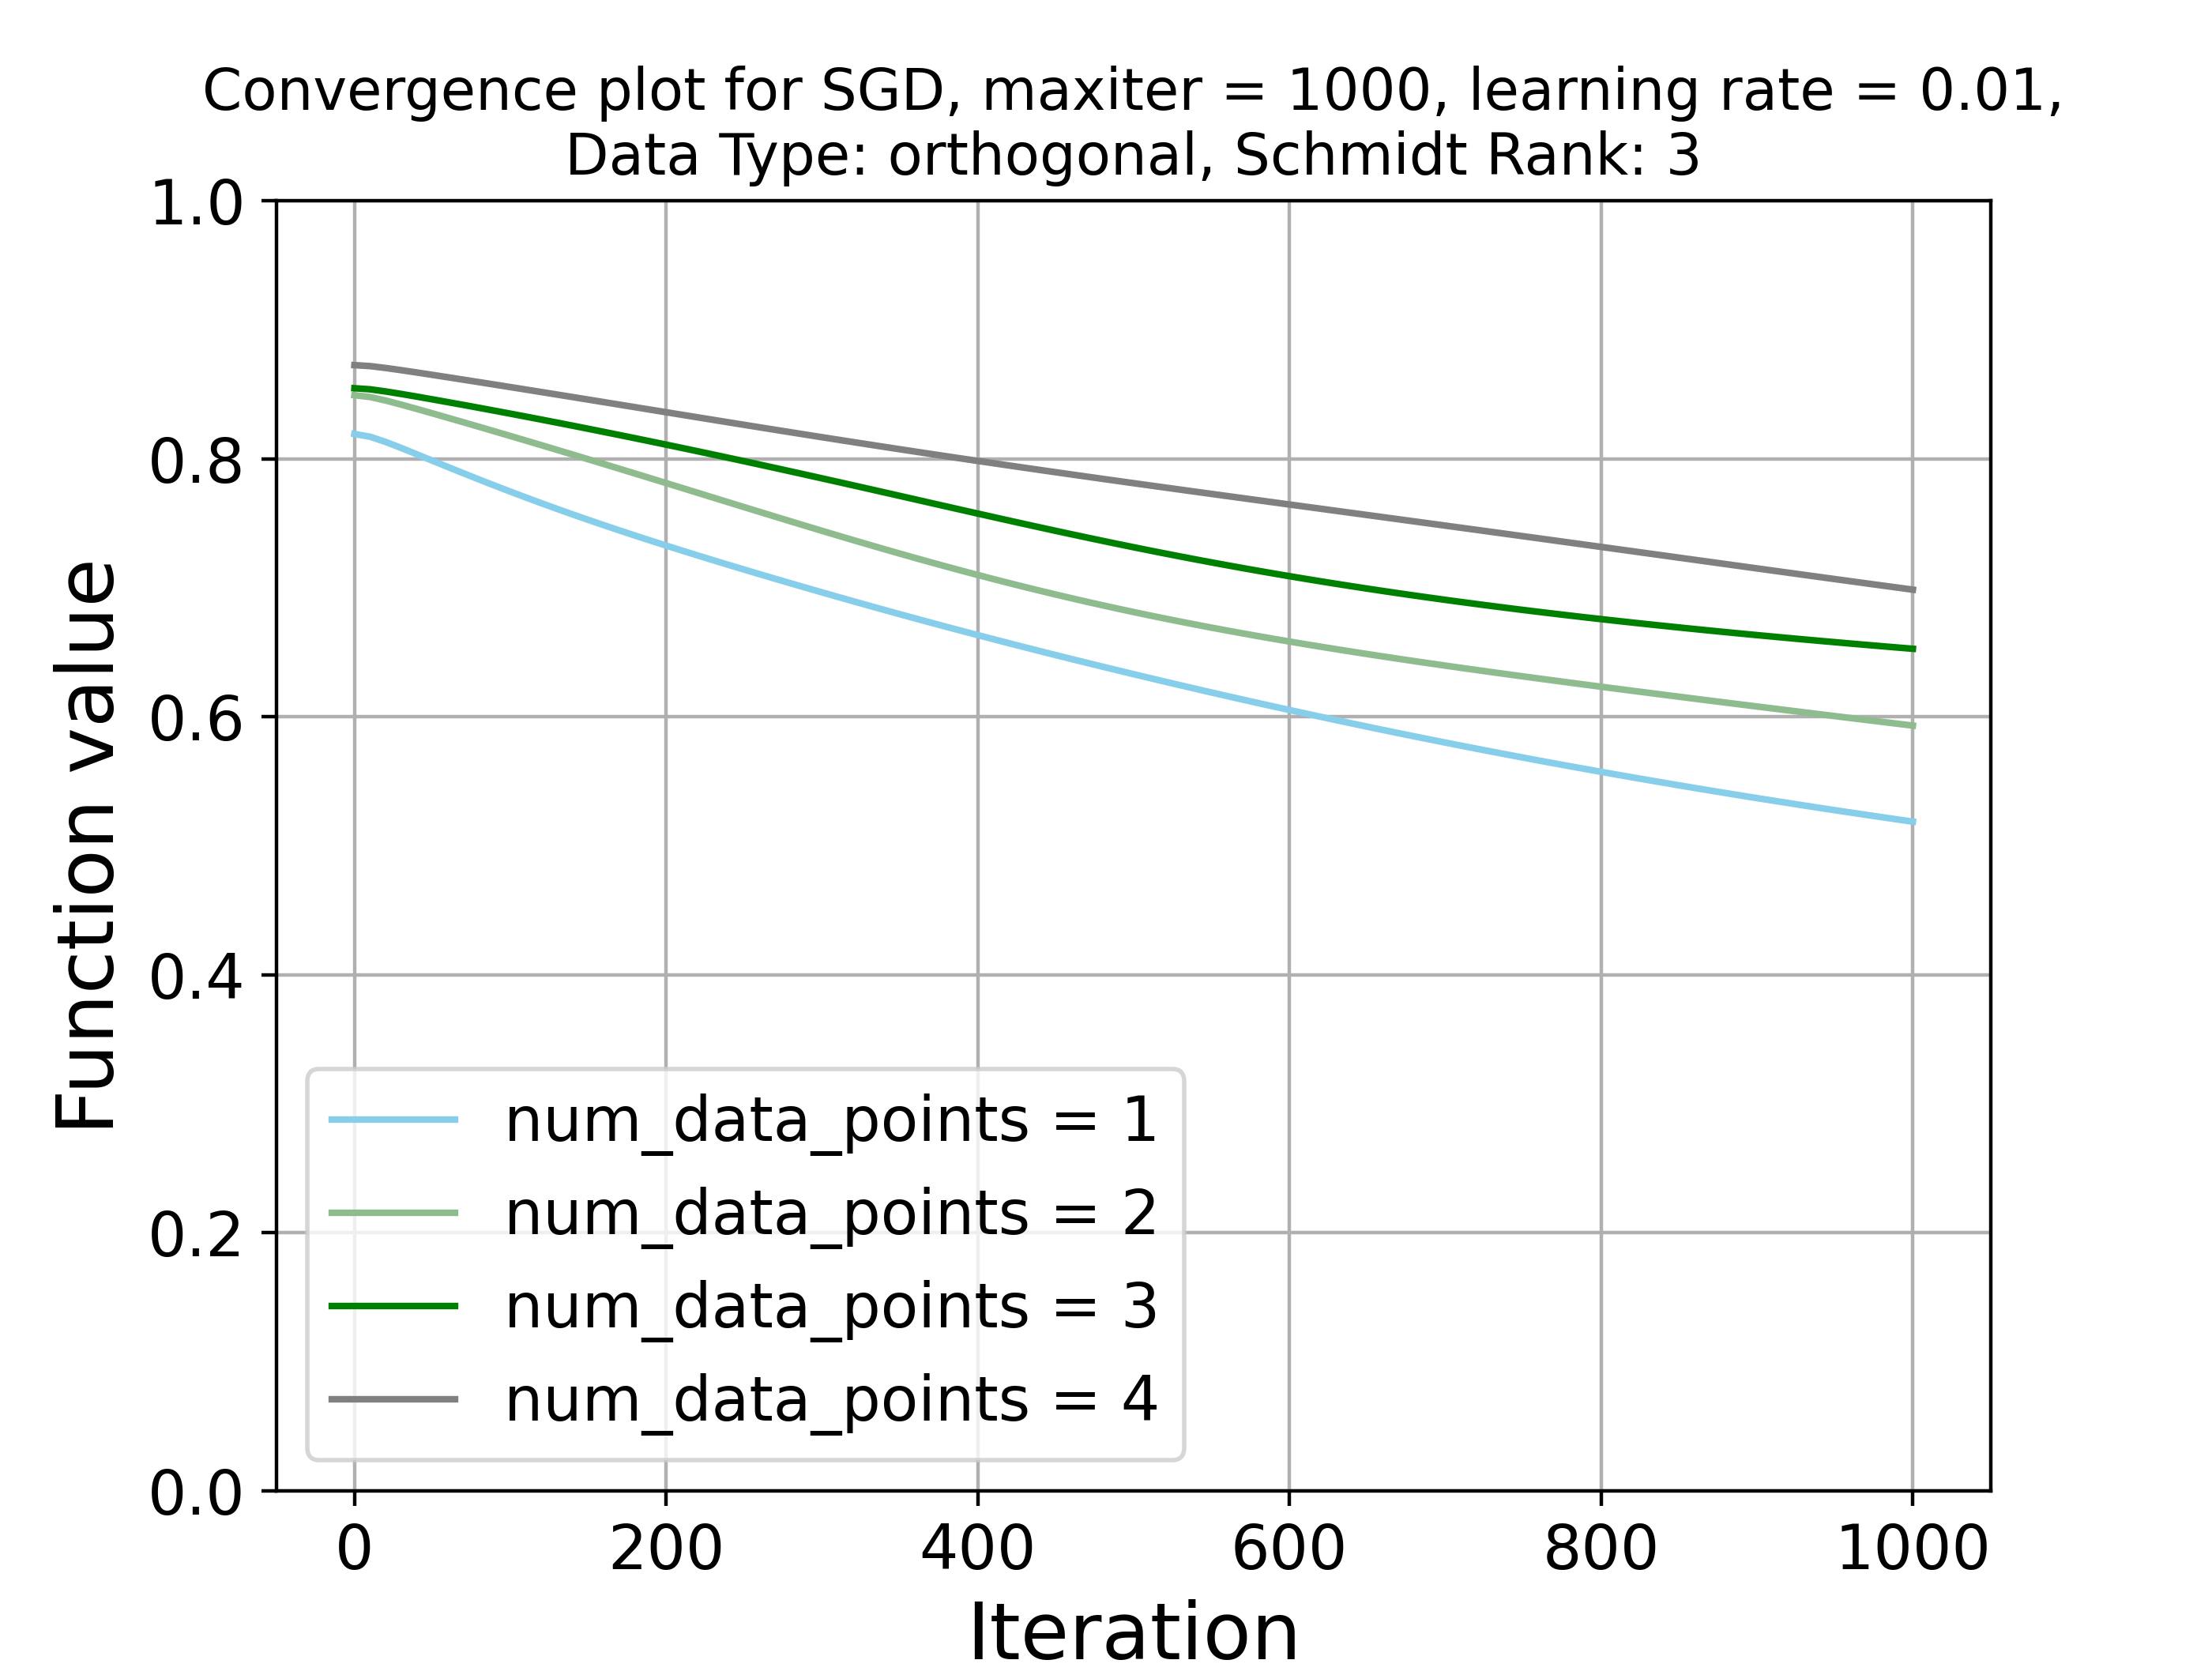 Convergence plot for SGD, maxiter = 1000, learning rate = 0.01,
Data Type: orthogonal, Schmidt Rank: 3
1.0
0.8
0.6
0.4
0.2
0.0
Function value
num_data_points = 1
num_data_points = 2
num_data_points = 3
num_data_points = 4
0 200 400 600 800 1000
Iteration